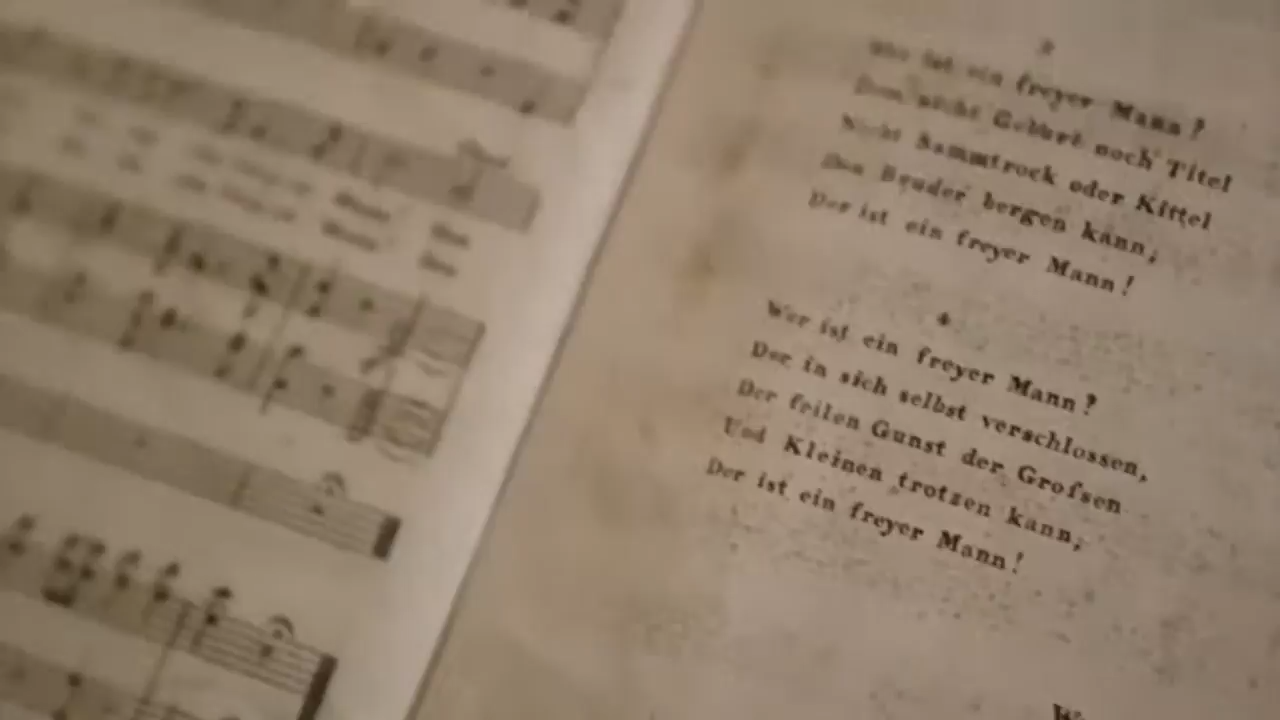 ist ein freyer Mann?
Dem nicht Geburt noch Titel
Nicht Sammtrock oder Kittel
Den Bruder bergen kann,
Der ist ein freyer Mann!
4
Wer ist ein freyer Mann?
Der in sich selbst verschlossen,
Der feilen Gunst der Groſsen
Und Kleinen trotzen kann,
Der ist ein freyer Mann!